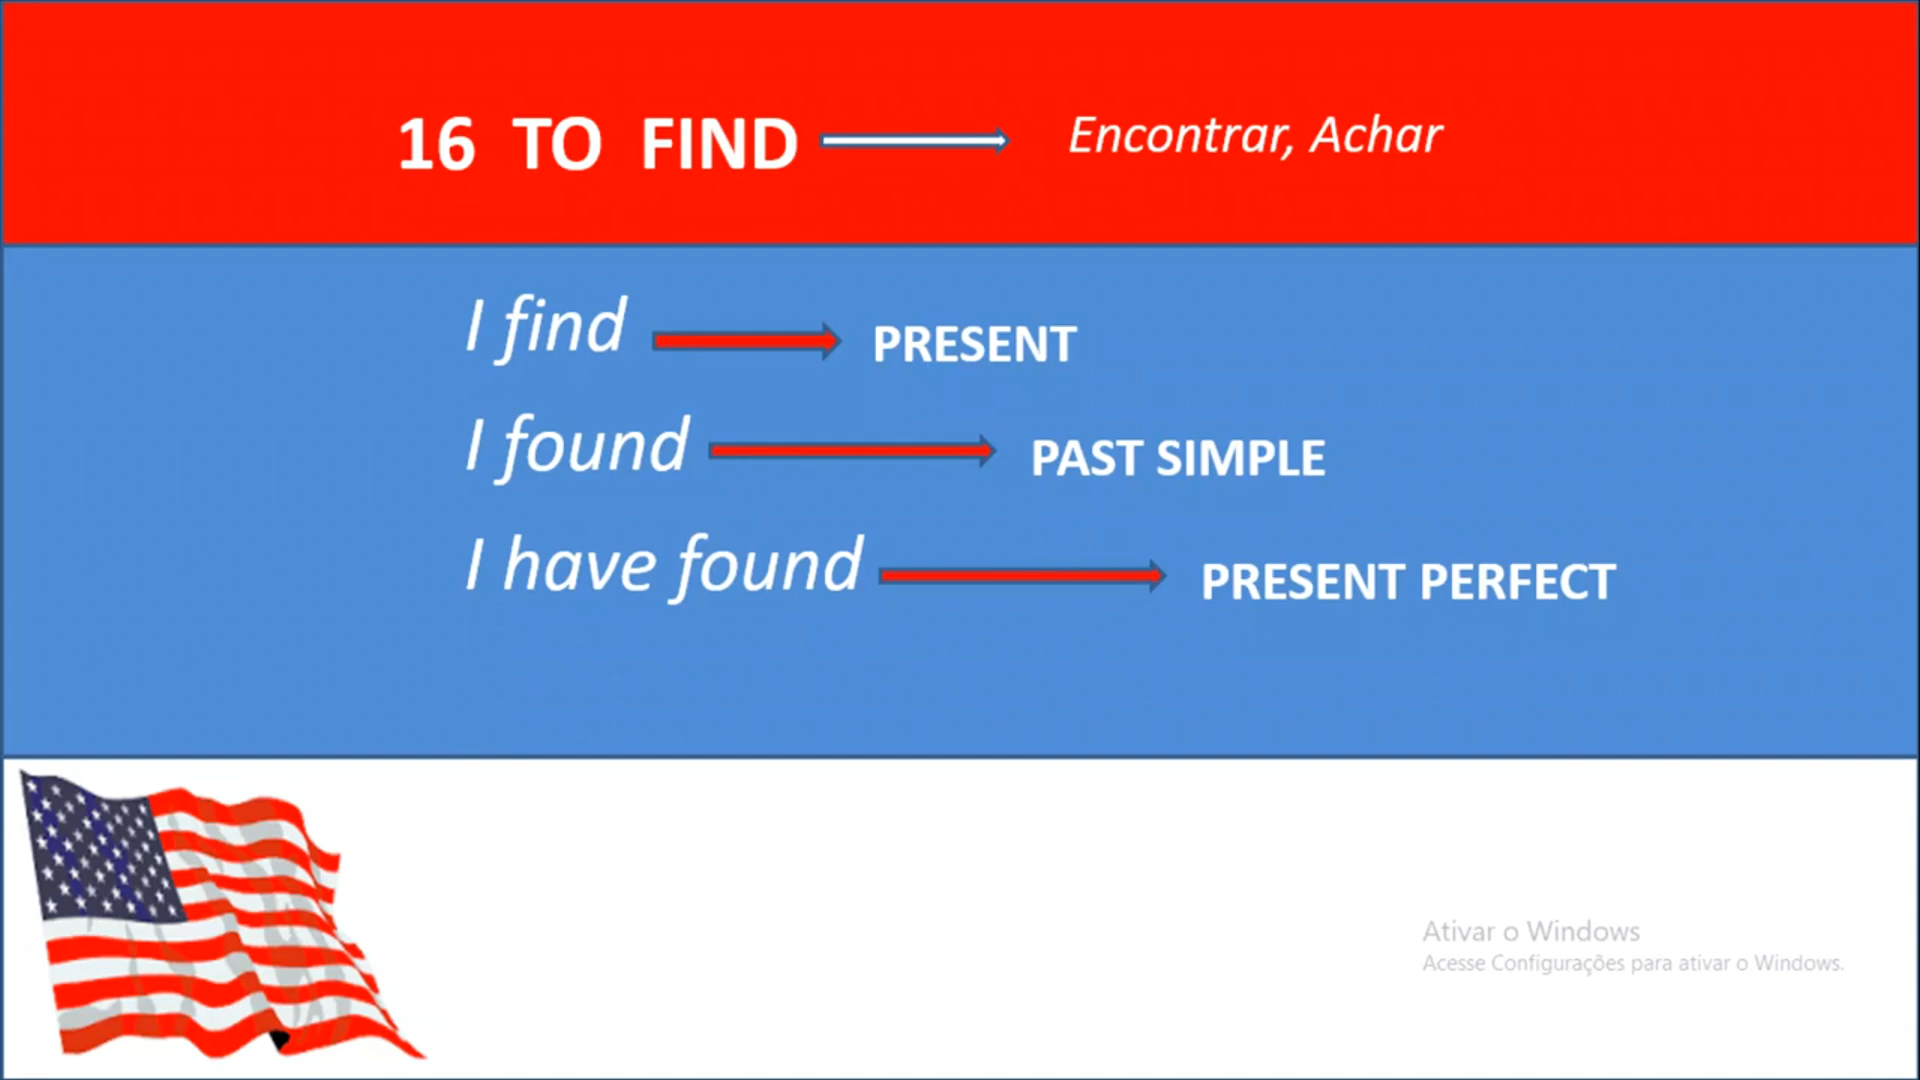 16 TO FIND Encontrar, Achar
I find PRESENT
I found PAST SIMPLE
I have found PRESENT PERFECT
Ativar o Windows
Acesse Configurações para ativar o Windows.